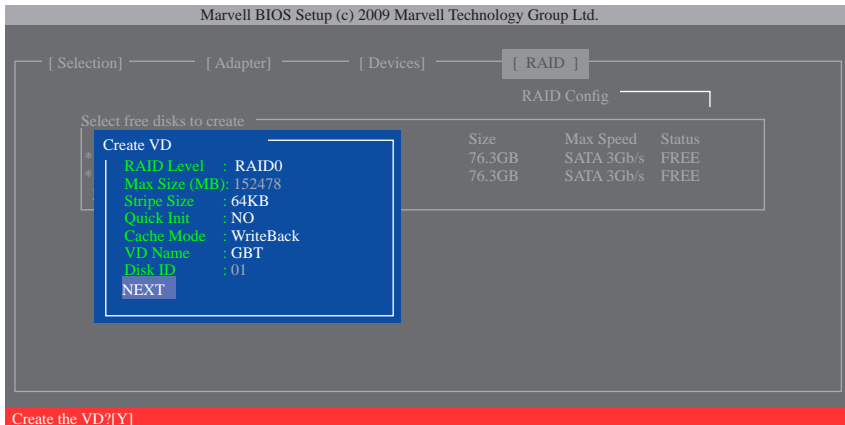 Marvell BIOS Setup (c) 2009 Marvell Technology Group Ltd.
[ Selection] [ Adapter] [ Devices] [ RAID ]
RAID Config
Select free disks to create
Size Max Speed Status
* 76.3GB SATA 3Gb/s FREE
* 76.3GB SATA 3Gb/s FREE
Create VD
RAID Level : RAID0
Max Size (MB): 152478
Stripe Size : 64KB
Quick Init : NO
Cache Mode : WriteBack
VD Name : GBT
Disk ID : 01
NEXT
Create the VD?[Y]